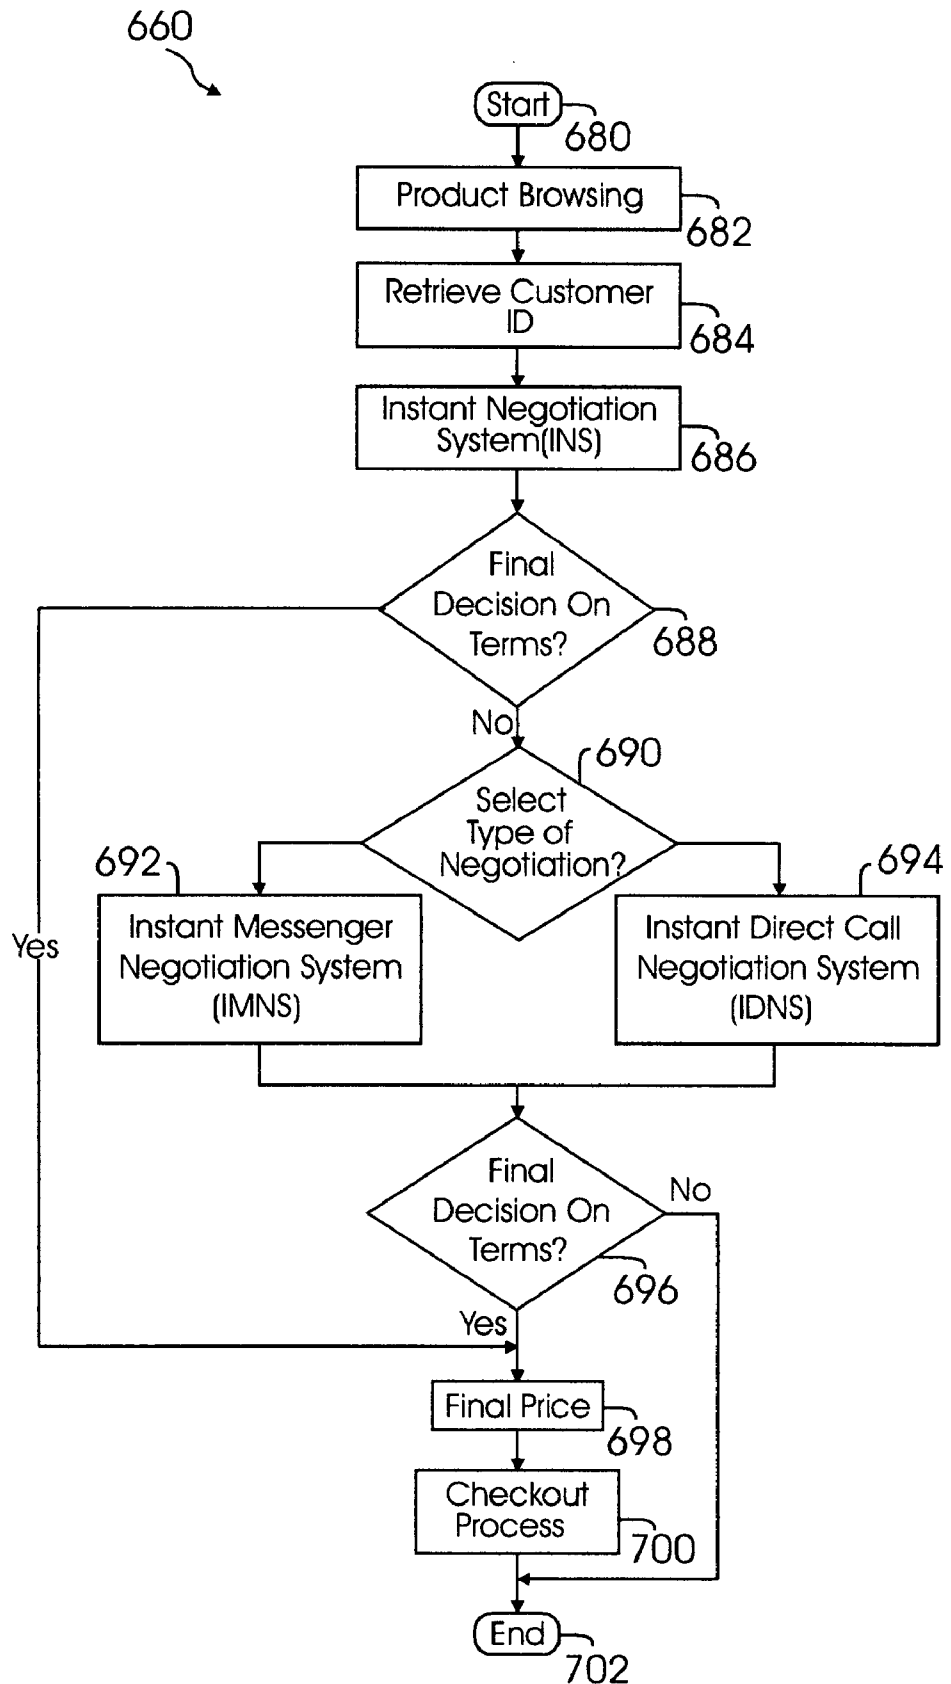 660
Start
680
Product Browsing
682
Retrieve Customer
ID
684
Instant Negotiation
System(INS)
686
Final
Decision On
Terms?
688
No
690
Select
Type of
Negotiation?
692
694
Instant Messenger
Negotiation System
(IMNS)
Instant Direct Call
Negotiation System
(IDNS)
Yes
Final
Decision On
Terms?
No
696
Yes
Final Price
698
Checkout
Process
700
End
702